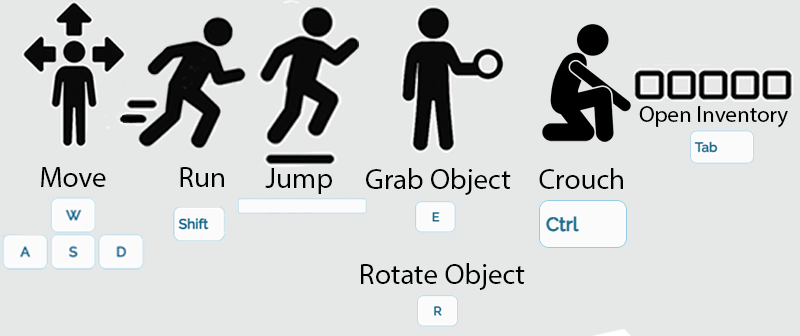 Open Inventory
Tab
Move
Run
Jump
Grab Object
Crouch
W
Shift
E
Ctrl
A
S
D
Rotate Object
R